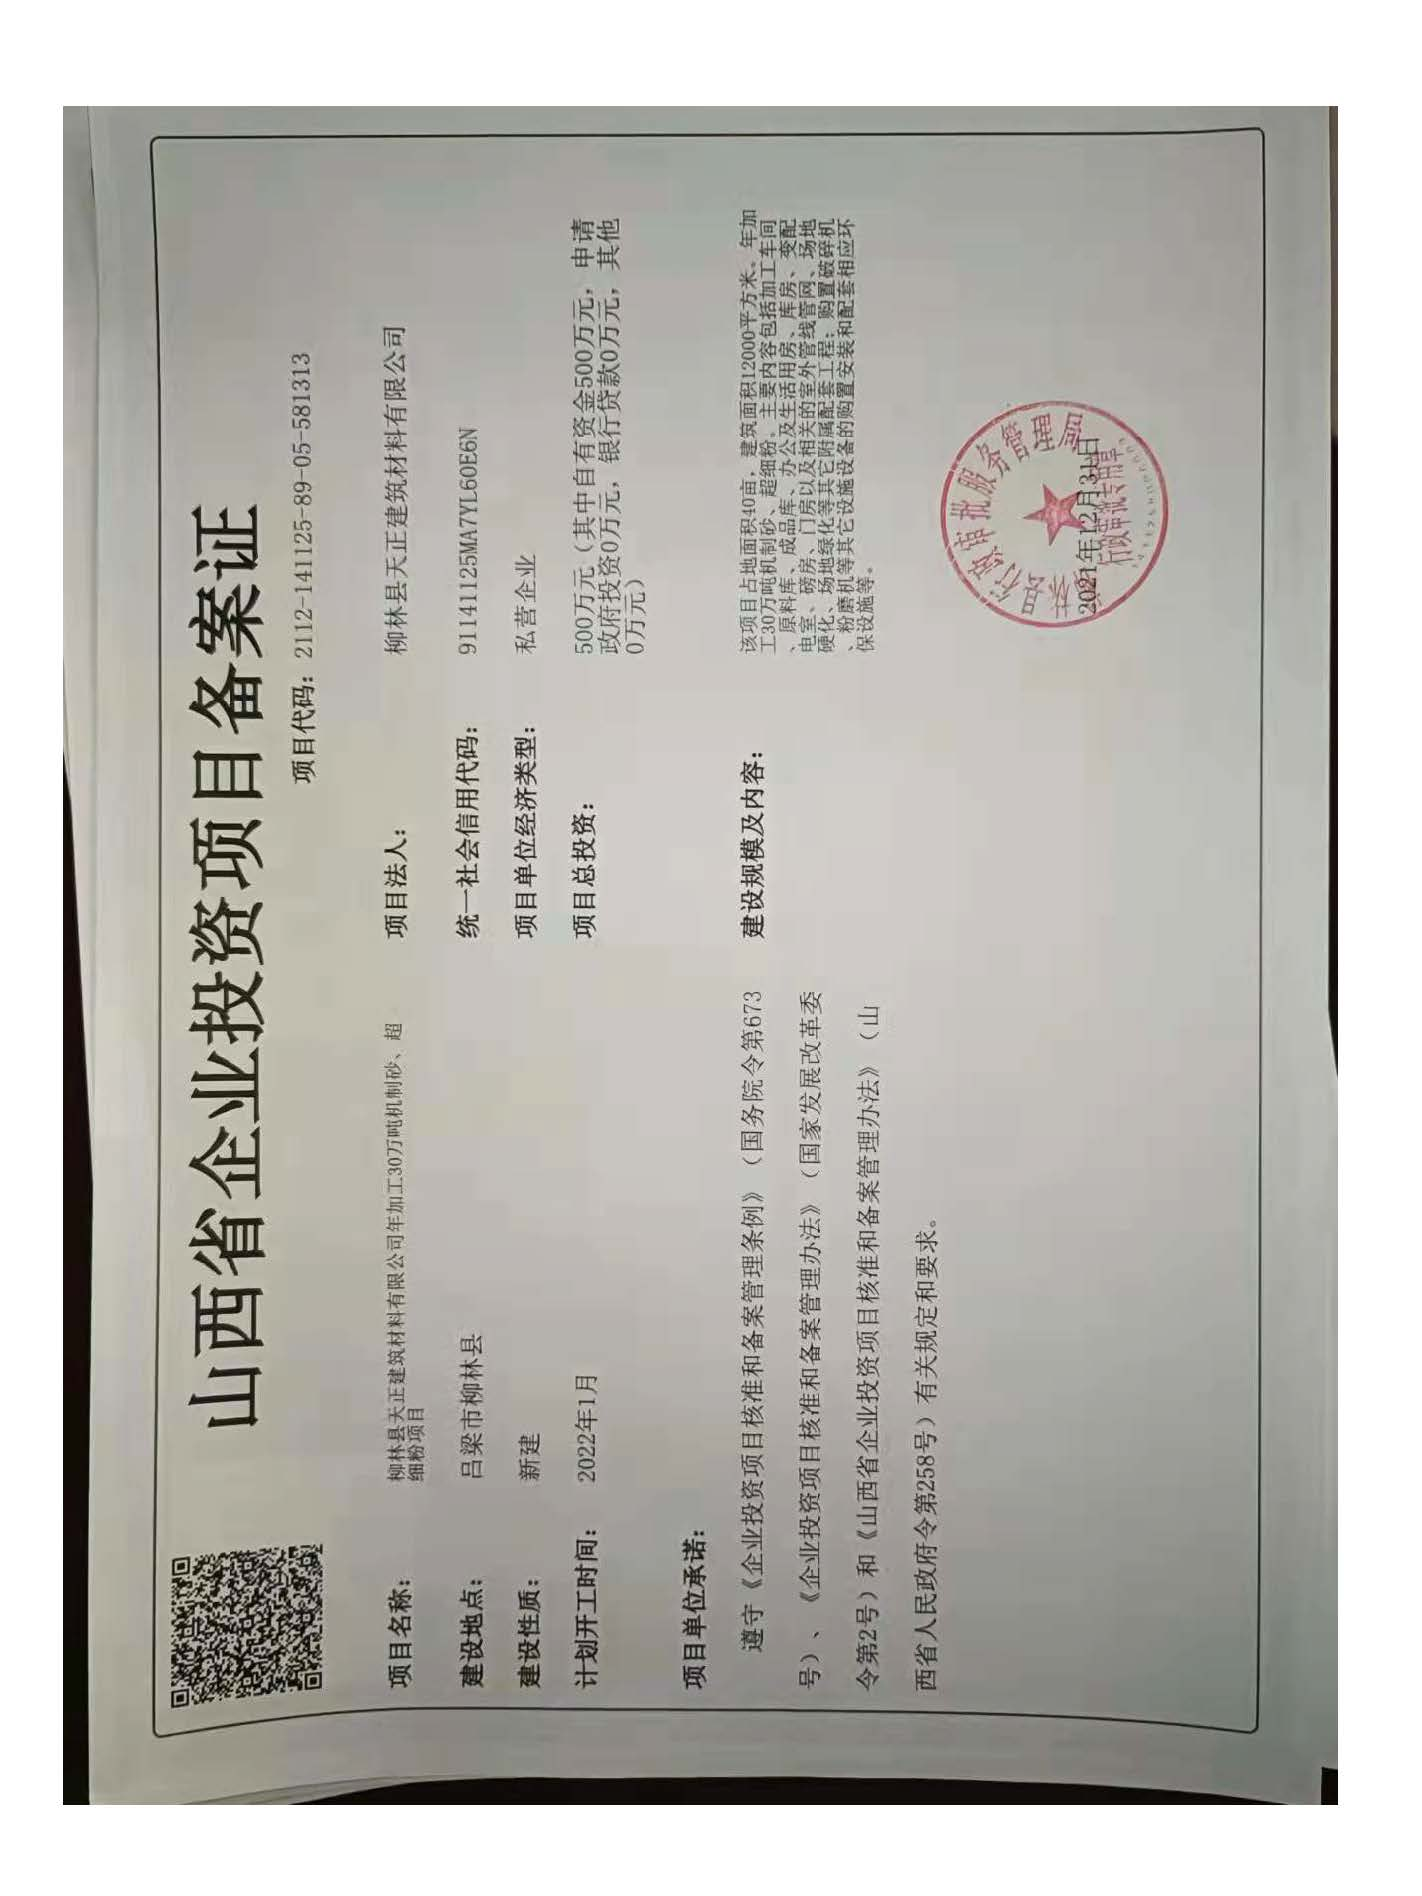 山西省企业投资项目备案证
项目代码：2112-141125-89-05-581313
项目名称：
柳林县天正建筑材料有限公司年加工30万吨机制砂、超
细粉项目
建设地点：
吕梁市柳林县
建设性质：
新建
计划开工时间：
2022年1月
项目单位承诺：
遵守《企业投资项目核准和备案管理条例》（国务院令第673
号）、《企业投资项目核准和备案管理办法》（国家发展改革委
令第2号）和《山西省企业投资项目核准和备案管理办法》（山
西省人民政府令第258号）有关规定和要求。
项目法人：
柳林县天正建筑材料有限公司
统一社会信用代码：
91141125MA7YL60E6N
项目单位经济类型：
私营企业
项目总投资：
500万元（其中自有资金500万元，申请
政府投资0万元，银行贷款0万元，其他
0万元）
建设规模及内容：
该项目占地面积40亩，建筑面积12000平方米。年加
工30万吨机制砂、超细粉。主要内容包括加工车间
、原料库、成品库、办公及生活用房、库房、变配
电室、磅房、门房以及相关的室外管线管网、场地
硬化、场地绿化等其它附属配套工程；购置破碎机
、粉磨机等其它设施设备的购置安装和配套相应环
保设施等。
行政审批服务管理局
行政审批专用章
2021年12月31日